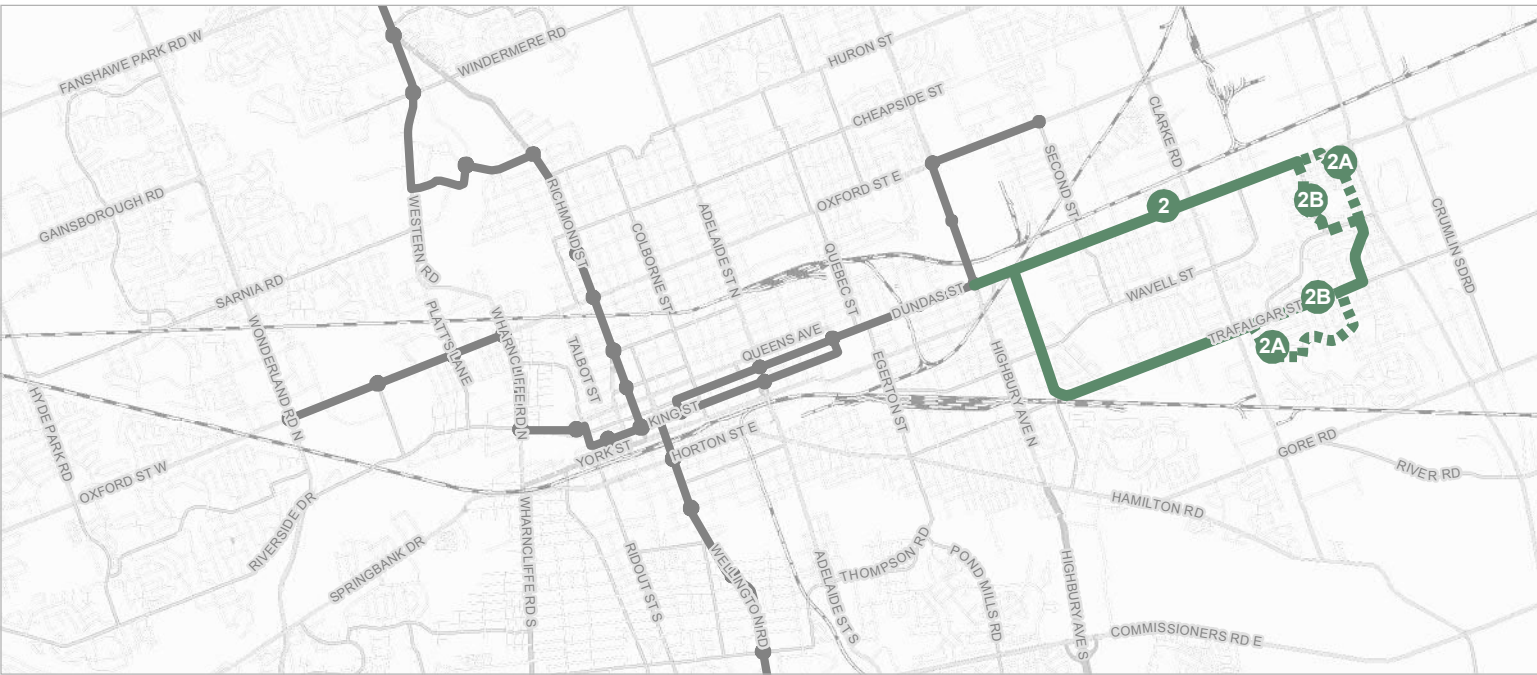 FANSHAWE PARK RD W
WINDERMERE RD
HURON ST
CHEAPSIDE ST
CLARKE RD
SECOND ST
2A
2B
2
GAINSBOROUGH RD
WESTERN RD
RICHMOND ST
OXFORD ST E
ADELAIDE ST N
COLBORNE ST
QUEBEC ST
CRUMLIN SDRD
SARNIA RD
WAVELL ST
2B
DUNDAS ST
TRAFALGAR ST
2A
PLATT'S LANE
WHARNCLIFFE RD N
WONDERLAND RD N
TALBOT ST
QUEENS AVE
EGERTON ST
HIGHBURY AVE N
HYDE PARK RD
KING ST
YORK ST
HORTON ST E
GORE RD
RIVER RD
OXFORD ST W
RIVERSIDE DR
WHARNCLIFFE RD S
HAMILTON RD
SPRINGBANK DR
RIDOUT ST S
WELLINGTON RD
ADELAIDE ST S
THOMPSON RD
POND MILLS RD
HIGHBURY AVE S
COMMISSIONERS RD E